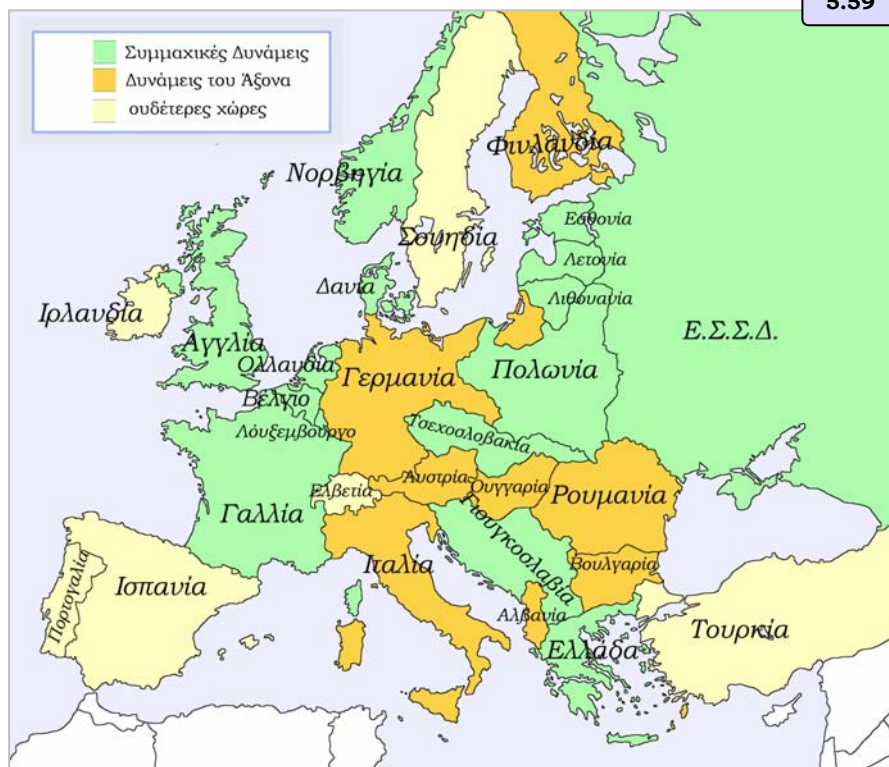 5.59
Συμμαχικές Δυνάμεις
Δυνάμεις του Άξονα
ουδέτερες χώρες
Φινλανδία
Νορβηγία
Εσθονία
Σουηδία
Λετονία
Δανία
Λιθουανία
Ιρλανδία
Ε.Σ.Σ.Δ.
Αγγλία
Ολλανδία
Γερμανία
Πολωνία
Βέλγιο
Λουξεμβούργο
Τσεχοσλοβακία
Αυστρία
Ελβετία
Ουγγαρία
Ρουμανία
Γαλλία
Γιουγκοσλαβία
Ιταλία
Βουλγαρία
Πορτογαλία
Ισπανία
Αλβανία
Τουρκία
Ελλάδα